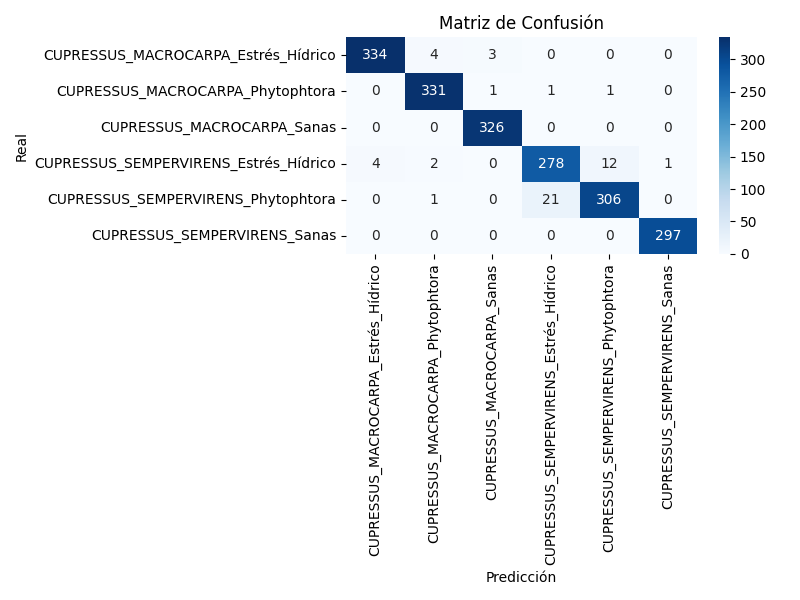 Matriz de Confusión
Real
CUPRESSUS_MACROCARPA_Estrés_Hídrico 334 4 3 0 0 0
CUPRESSUS_MACROCARPA_Phytophtora 0 331 1 1 1 0
CUPRESSUS_MACROCARPA_Sanas 0 0 326 0 0 0
CUPRESSUS_SEMPERVIRENS_Estrés_Hídrico 4 2 0 278 12 1
CUPRESSUS_SEMPERVIRENS_Phytophtora 0 1 0 21 306 0
CUPRESSUS_SEMPERVIRENS_Sanas 0 0 0 0 0 297
CUPRESSUS_MACROCARPA_Estrés_Hídrico
CUPRESSUS_MACROCARPA_Phytophtora
CUPRESSUS_MACROCARPA_Sanas
CUPRESSUS_SEMPERVIRENS_Estrés_Hídrico
CUPRESSUS_SEMPERVIRENS_Phytophtora
CUPRESSUS_SEMPERVIRENS_Sanas
Predicción
300
250
200
150
100
50
0